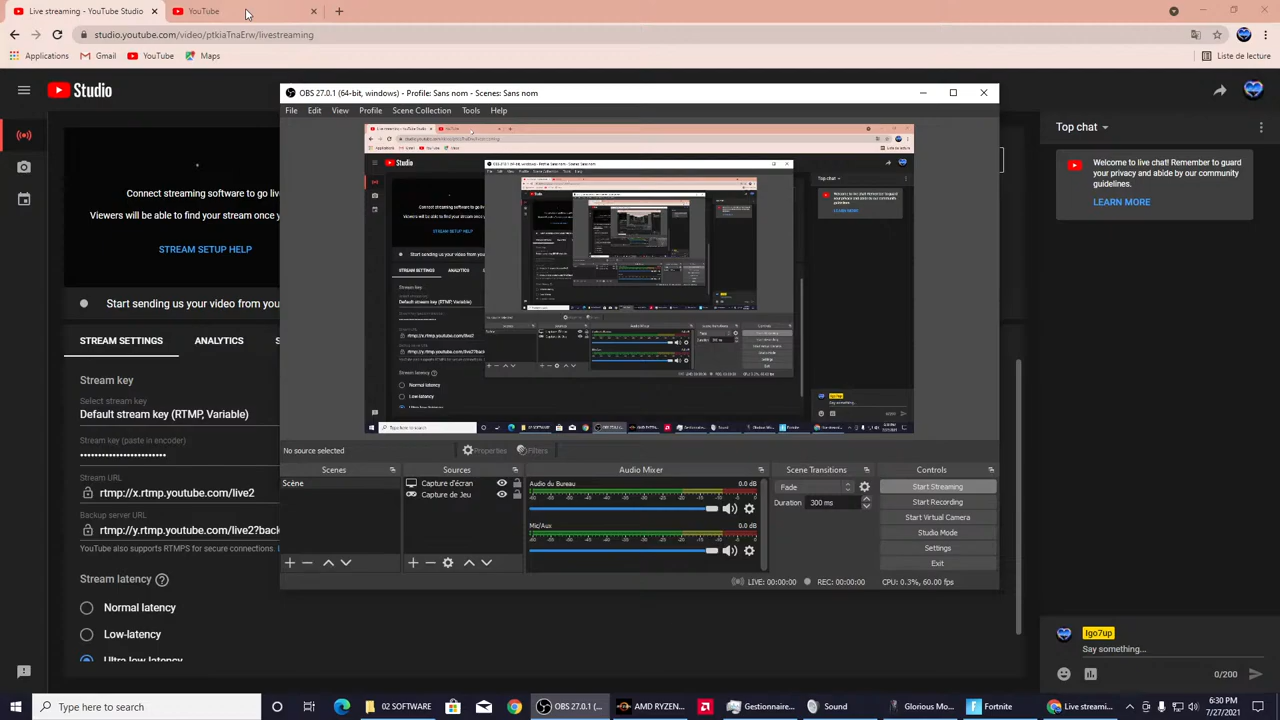 Live streaming - YouTube Studio
YouTube
studio.youtube.com/video/ptkiaTnaErw/livestreaming
Applications
Gmail
YouTube
Maps
Liste de lecture
Studio
OBS 27.0.1 (64-bit, windows) - Profile: Sans nom - Scenes: Sans nom
File
Edit
View
Profile
Scene Collection
Tools
Help
Connect streaming software to
Viewers will be able to find your stream once
STREAM SETUP HELP
Start sending us your video from you
ANALYTICS
Stream key
Select stream key
Default stream key (RTMP, Variable)
Stream key (paste in encoder)
Stream URL
rtmp://x.rtmp.youtube.com/live2
Backup server URL
rtmp://y.rtmp.youtube.com/live2?back
YouTube also supports RTMPS for secure connections.
Stream latency
Normal latency
Low-latency
Ultra low-latency
No source selected
Properties
Filters
Scenes
Scène
Sources
Capture d'écran
Capture de Jeu
Audio Mixer
Audio du Bureau
0.0 dB
Mic/Aux
0.0 dB
Scene Transitions
Fade
Duration
300 ms
Controls
Start Streaming
Start Recording
Start Virtual Camera
Studio Mode
Settings
Exit
LIVE: 00:00:00
REC: 00:00:00
CPU: 0.3%, 60.00 fps
Top chat
Welcome to live chat! Remember to guard
your privacy and abide by our community
guidelines.
LEARN MORE
Igo7up
Say something...
0/200
Type here to search
02 SOFTWARE
OBS 27.0.1 (...
AMD RYZEN...
Gestionnaire...
Sound
Glorious Mo...
Fortnite
Live streami...
6:30 PM
7/27/2021